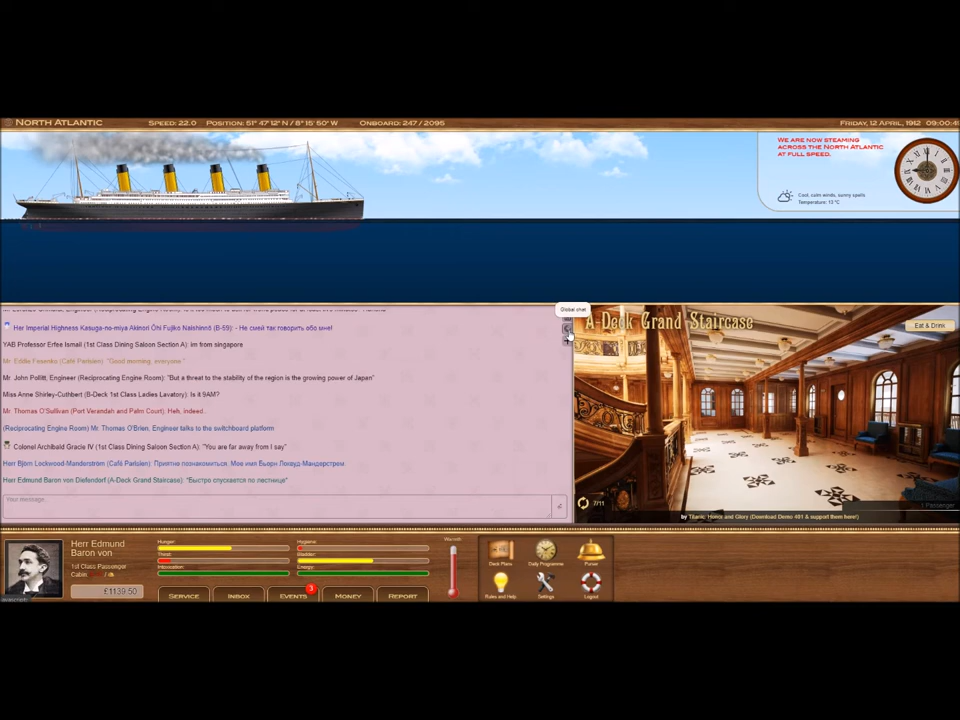 NORTH ATLANTIC SPEED: 22.0 POSITION: 51° 47' 12" N / 8° 15' 50" W ONBOARD: 247 / 2095 FRIDAY, 12 APRIL, 1912 09:00:4
WE ARE NOW STEAMING
ACROSS THE NORTH ATLANTIC
AT FULL SPEED.
Cool, calm winds, sunny spells
Temperature: 13 °C
Global chat
Her Imperial Highness Kasuga-no-miya Akinori Ōhi Fujiko Naishinnō (B-59): - Не смей так говорить обо мне!
YAB Professor Erfee Ismail (1st Class Dining Saloon Section A): im from singapore
Mr. Eddie Fasenko (Café Parisien): "Good morning, everyone."
Mr. John Pollitt, Engineer (Reciprocating Engine Room): "But a threat to the stability of the region is the growing power of Japan"
Miss Anne Shirley-Cuthbert (B-Deck 1st Class Ladies Lavatory): Is it 9AM?
Mr. Thomas O'Sullivan (Port Verandah and Palm Court): Heh, indeed.
(Reciprocating Engine Room) Mr. Thomas O'Brien, Engineer talks to the switchboard platform
Colonel Archibald Gracie IV (1st Class Dining Saloon Section A): "You are far away from I say"
Herr Björn Lockwood-Manderström (Café Parisien): Приятно познакомиться, Мое имя Бьерн Локвуд-Мандерстрим
Herr Edmund Baron von Diefendorf (A-Deck Grand Staircase): *Быстро спускается по лестнице*
Your message..
A-Deck Grand Staircase
Eat & Drink
7/11
1 Passenger
by Titanic: Honor and Glory (Download Demo 401 & support them here!)
Herr Edmund
Baron von
1st Class Passenger
Cabin:
£1139.50
Hunger:
Thirst:
Intoxication:
Hygiene:
Bladder:
Energy:
Warmth
SERVICE INBOX EVENTS 3 MONEY REPORT
Deck Plans Daily Programme Purser
Rules and Help Settings Logout